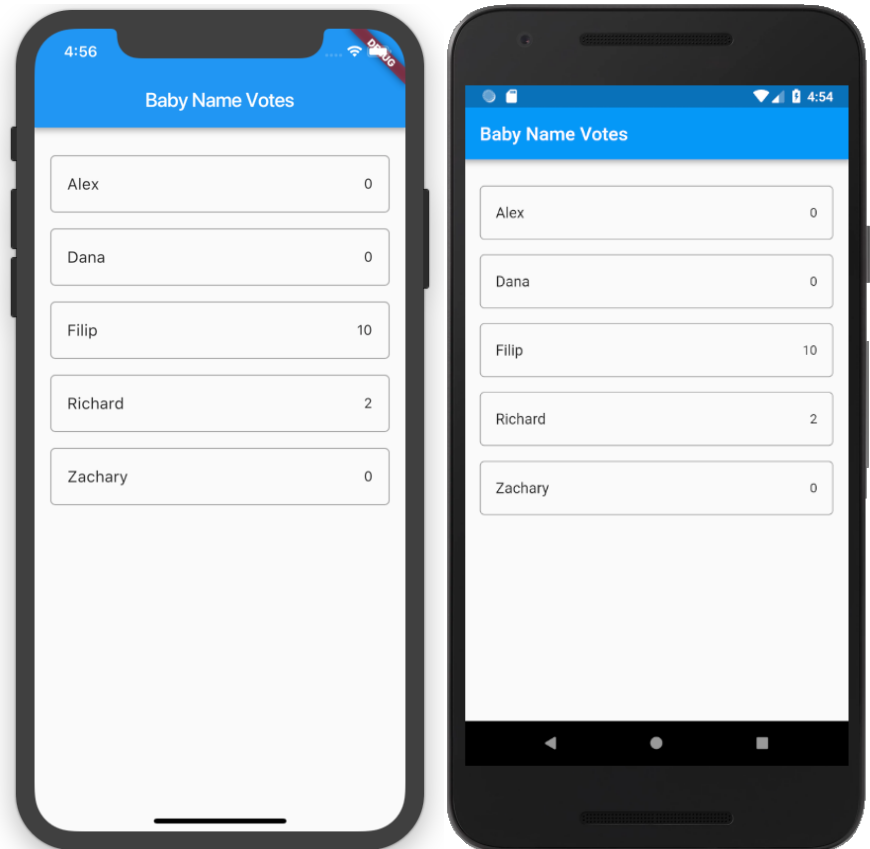 4:56
DEBUG
Baby Name Votes
Alex 0
Dana 0
Filip 10
Richard 2
Zachary 0
4:54
Baby Name Votes
Alex 0
Dana 0
Filip 10
Richard 2
Zachary 0